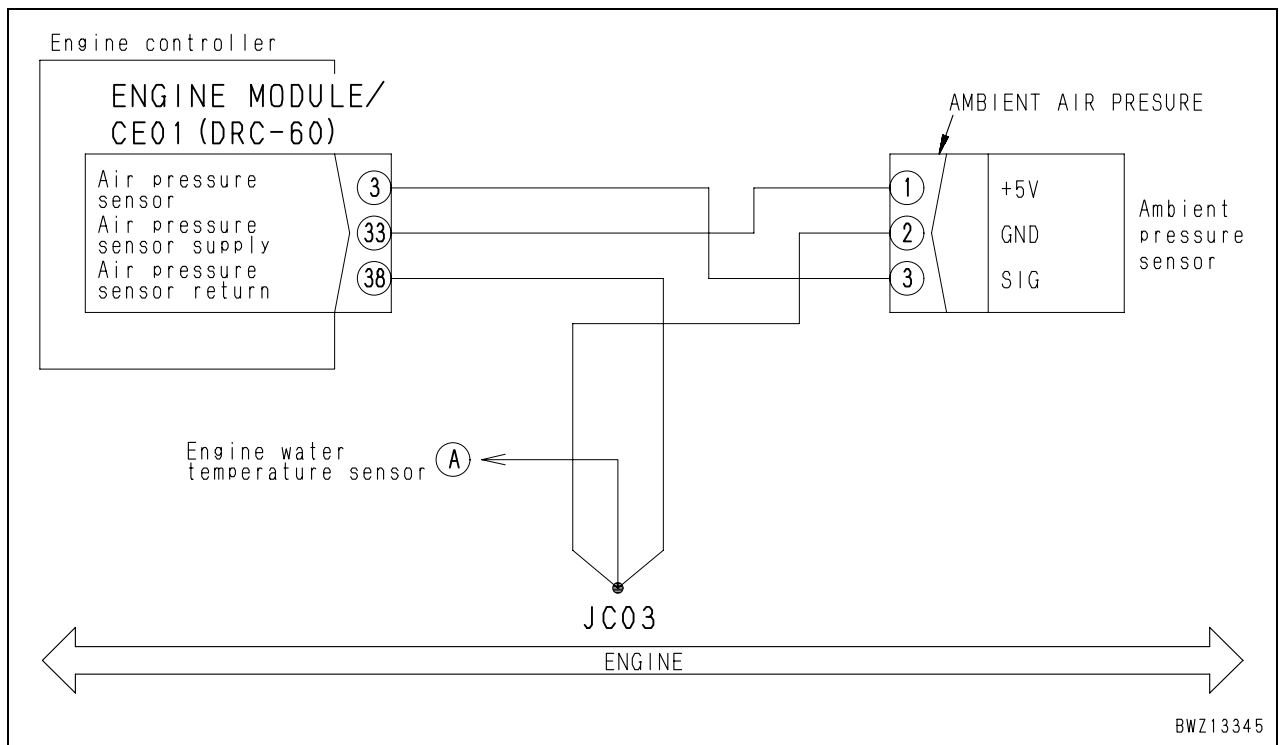 Engine controller
ENGINE MODULE/
CE01 (DRC-60)
AMBIENT AIR PRESURE
Air pressure
sensor
3
Air pressure
sensor supply
33
Air pressure
sensor return
38
1
+5V
2
GND
3
SIG
Ambient
pressure
sensor
Engine water
temperature sensor
A
JC03
ENGINE
BWZ13345